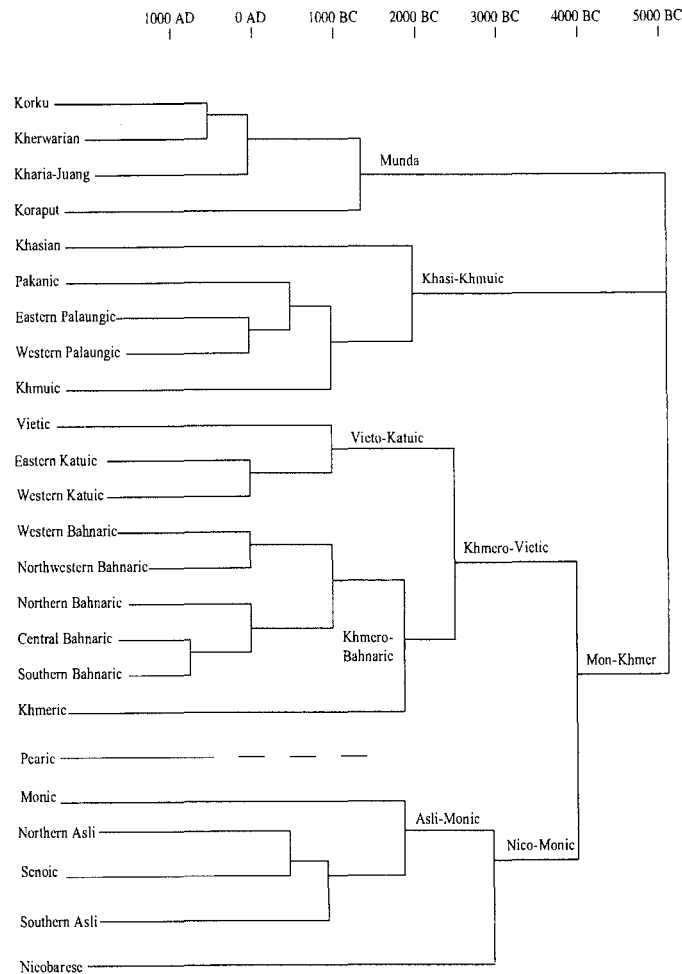 1000 AD 0 AD 1000 BC 2000 BC 3000 BC 4000 BC 5000 BC
Korku
Kherwarian
Munda
Kharia-Juang
Koraput
Khasian
Khasi-Khmuic
Pakanic
Eastern Palaungic
Western Palaungic
Khmuic
Vietic
Vieto-Katuic
Eastern Katuic
Western Katuic
Western Bahnaric
Khmero-Vietic
Northwestern Bahnaric
Northern Bahnaric
Central Bahnaric
Khmero-
Bahnaric
Mon-Khmer
Southern Bahnaric
Khmeric
Pearic
Monic
Asli-Monic
Northern Asli
Nico-Monic
Senoic
Southern Asli
Nicobarese